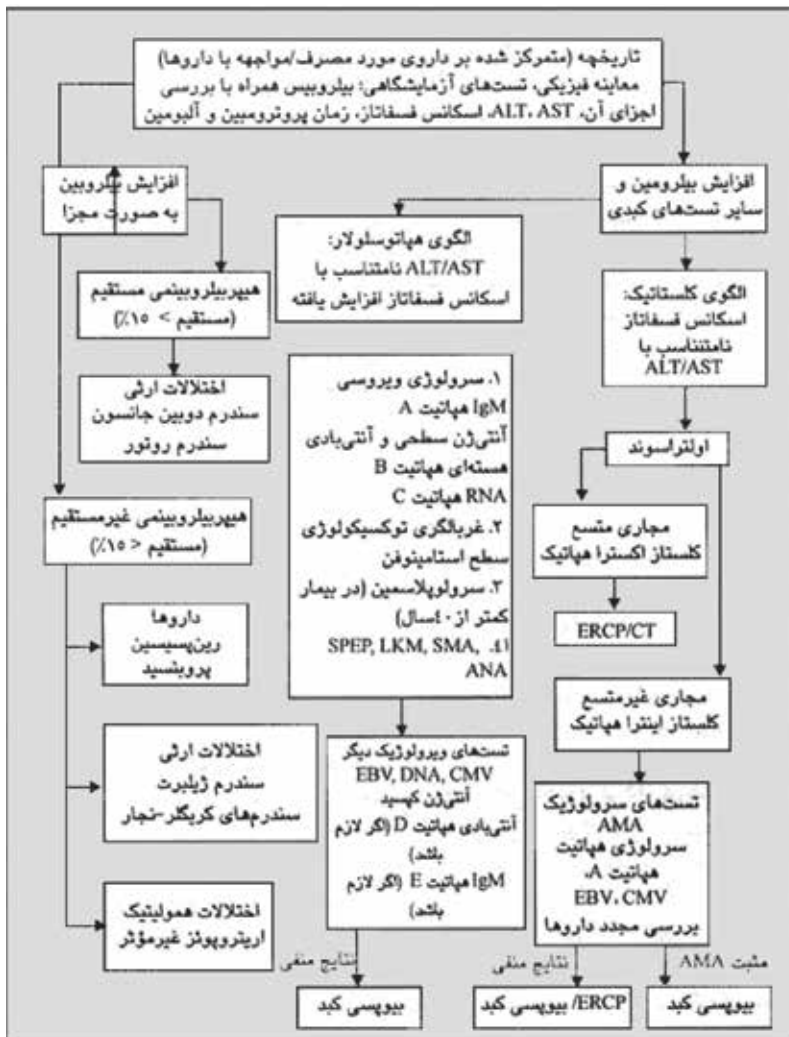 تاریخچه (متمرکز شده بر داروی مورد مصرف/مواجهه با داروها)
معاینه فیزیکی، تست‌های آزمایشگاهی: بیلروبیس همراه با بررسی
اجزای آن، ALT، AST، اسکانس فسفاتاز، زمان پروترومبین و آلبومین
افزایش بیلرومین و
سایر تست‌های کبدی
الگوی هپاتوسلولار:
ALT/AST نامتناسب با
اسکانس فسفاتاز افزایش یافته
الگوی کلستاتیک:
اسکانس فسفاتاز
نامتناسب با
ALT/AST
اولتراسوند
مجاری متسع
کلستاز اکسترا هپاتیک
ERCP/CT
مجاری غیرمتسع
کلستاز اینترا هپاتیک
تست‌های سرولوژیک
AMA
سرولوژی هپاتیت
هپاتیت A،
EBV، CMV
بررسی مجدد داروها
مثبت AMA
بیوپسی کبد
نتایج منفی
ERCP/ بیوپسی کبد
۱. سرولوژی ویروسی
IgM هپاتیت A
آنتی‌ژن سطحی و آنتی‌بادی
هسته‌ای هپاتیت B
RNA هپاتیت C
۲. غربالگری توکسیکولوژی
سطح استامینوفن
۳. سرولوپلاسمین (در بیمار
کمتر از ۴۰سال)
۴. SPEP, LKM, SMA,
ANA
تست‌های ویرولوژیک دیگر
EBV, DNA, CMV
آنتی‌ژن کپسید
آنتی‌بادی هپاتیت D (اگر لازم
باشد)
IgM هپاتیت E (اگر لازم
باشد)
نتایج منفی
بیوپسی کبد
افزایش بیلروبین
به صورت مجزا
هیپربیلروبینمی مستقیم
(مستقیم > ۱۵٪)
اختلالات ارثی
سندرم دوبین جانسون
سندرم روتور
هیپربیلروبینمی غیرمستقیم
(مستقیم < ۱۵٪)
داروها
رین‌پسیسین
پروبنسید
اختلالات ارثی
سندرم ژیلبرت
سندرم‌های کریگلر-نجار
اختلالات همولیتیک
اریتروپوئز غیرمؤثر